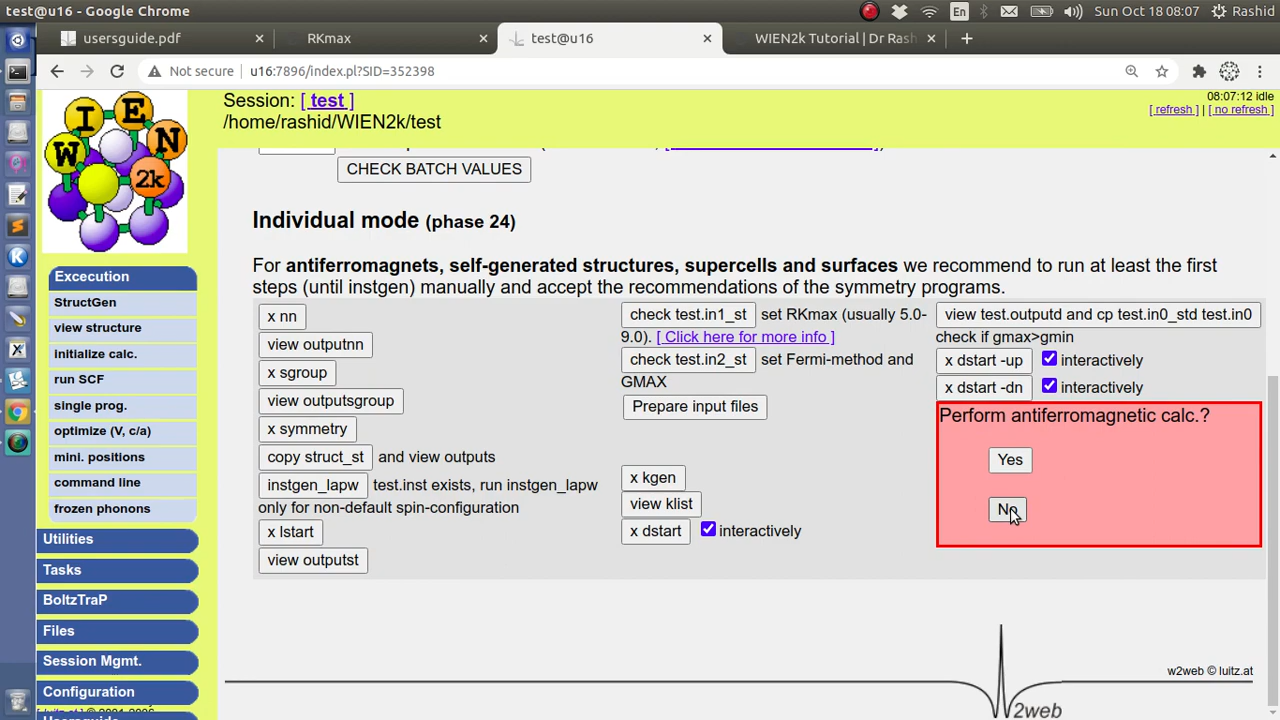 test@u16 - Google Chrome
En
Sun Oct 18 08:07
Rashid
usersguide.pdf
RKmax
test@u16
WIEN2k Tutorial | Dr Rash
Not secure
u16:7896/index.pl?SID=352398
WIEN
2k
Session: [ test ]
/home/rashid/WIEN2k/test
08:07:12 idle
[ refresh ] | [ no refresh ]
CHECK BATCH VALUES
Individual mode (phase 24)
For antiferromagnets, self-generated structures, supercells and surfaces we recommend to run at least the first
steps (until instgen) manually and accept the recommendations of the symmetry programs.
x nn
view outputnn
x sgroup
view outputsgroup
x symmetry
copy struct_st and view outputs
instgen_lapw test.inst exists, run instgen_lapw
only for non-default spin-configuration
x lstart
view outputst
check test.in1_st set RKmax (usually 5.0-
9.0). [ Click here for more info ]
check test.in2_st set Fermi-method and
GMAX
Prepare input files
x kgen
view klist
x dstart interactively
view test.outputd and cp test.in0_std test.in0
check if gmax>gmin
x dstart -up interactively
x dstart -dn interactively
Perform antiferromagnetic calc.?
Yes
No
Excecution
StructGen
view structure
initialize calc.
run SCF
single prog.
optimize (V, c/a)
mini. positions
command line
frozen phonons
Utilities
Tasks
BoltzTraP
Files
Session Mgmt.
Configuration
w2web © luitz.at
2web